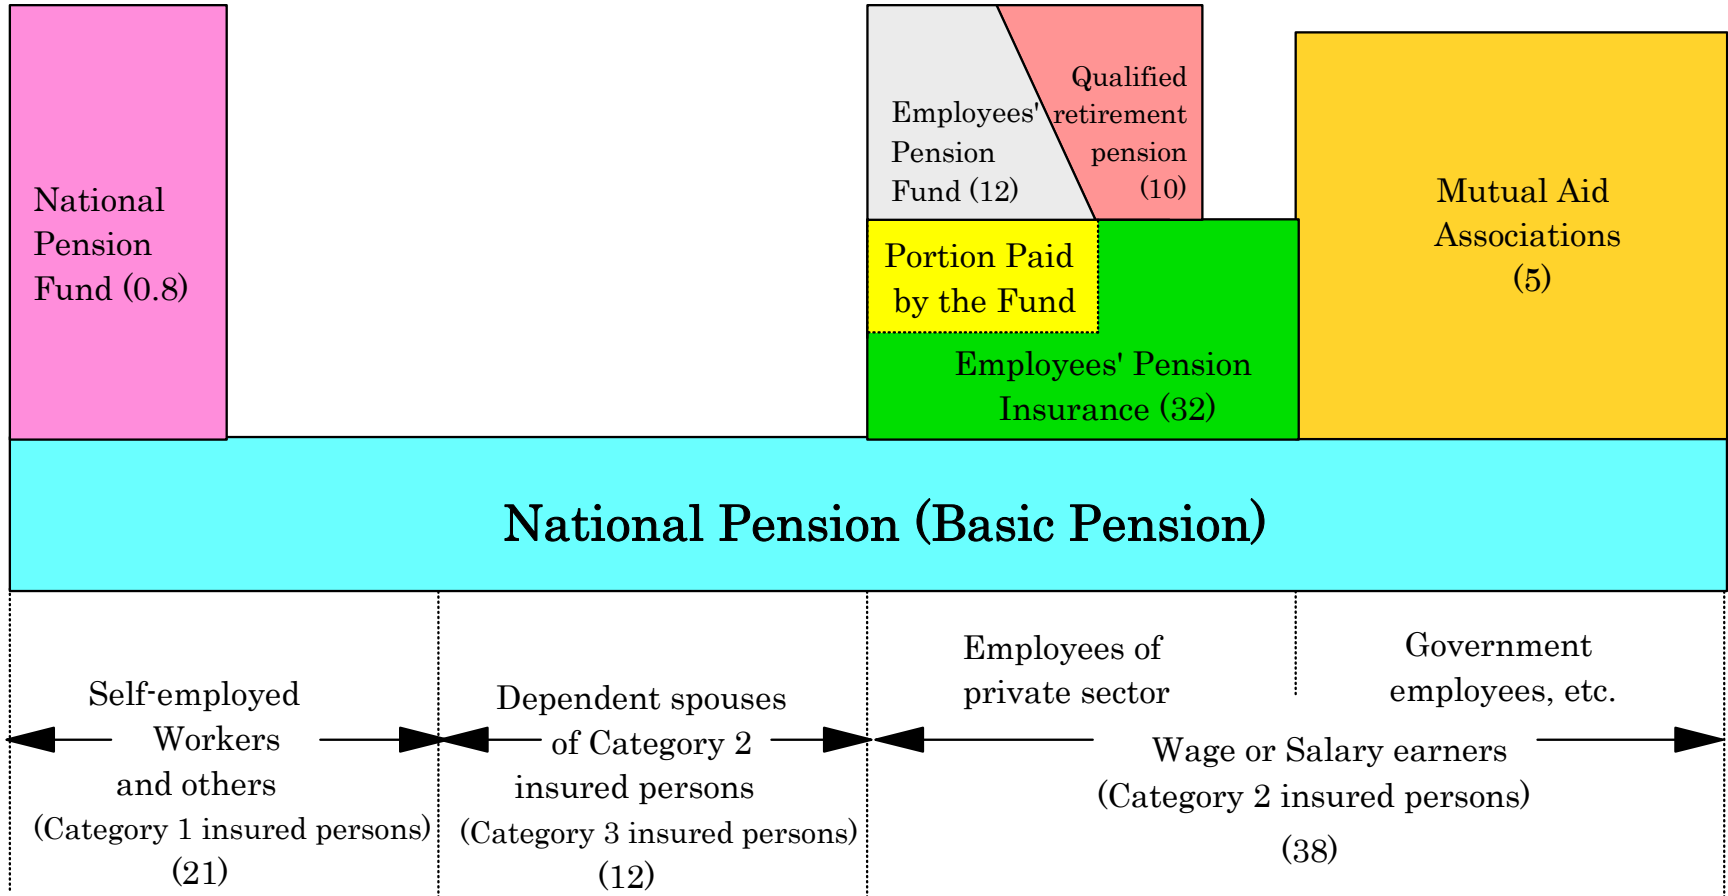 National
Pension
Fund (0.8)
Employees'
Pension
Fund (12)
Qualified
retirement
pension
(10)
Portion Paid
by the Fund
Employees' Pension
Insurance (32)
Mutual Aid
Associations
(5)
National Pension (Basic Pension)
Self-employed
Workers
and others
(Category 1 insured persons)
(21)
Dependent spouses
of Category 2
insured persons
(Category 3 insured persons)
(12)
Employees of
private sector
Government
employees, etc.
Wage or Salary earners
(Category 2 insured persons)
(38)